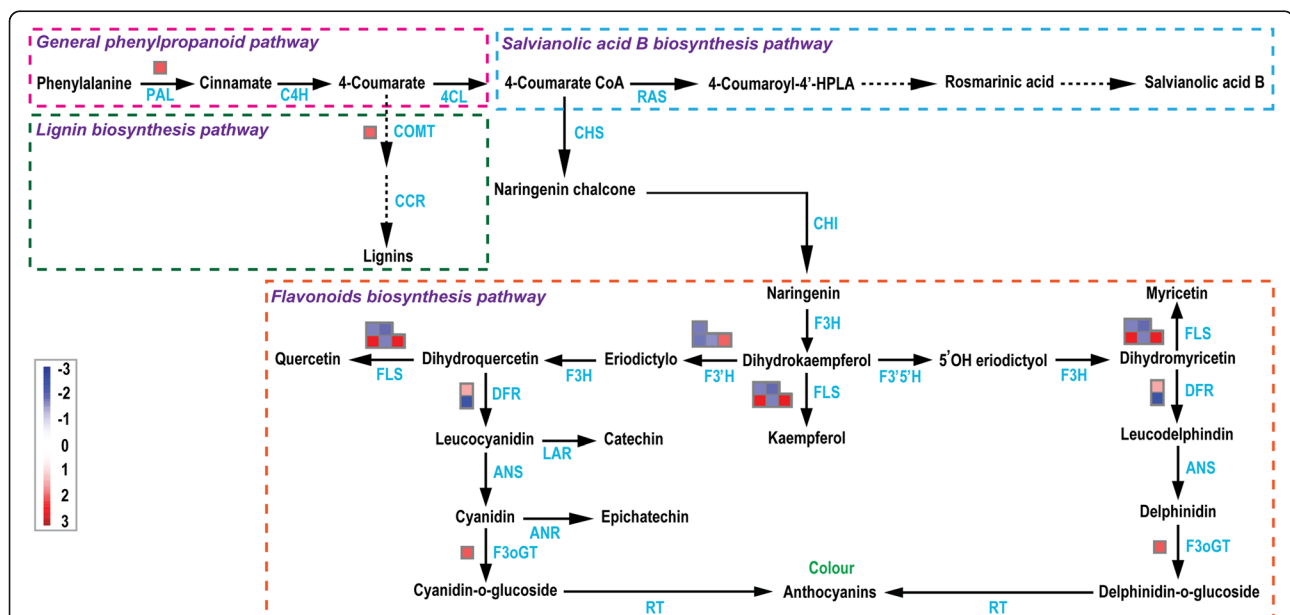 General phenylpropanoid pathway
Salvianolic acid B biosynthesis pathway
Phenylalanine
PAL
Cinnamate
C4H
4-Coumarate
4CL
4-Coumarate CoA
RAS
4-Coumaroyl-4'-HPLA
Rosmarinic acid
Salvianolic acid B
Lignin biosynthesis pathway
COMT
CCR
Lignins
CHS
Naringenin chalcone
CHI
Flavonoids biosynthesis pathway
Naringenin
Myricetin
F3H
FLS
Quercetin
FLS
Dihydroquercetin
F3H
Eriodictylo
F3'H
Dihydrokaempferol
F3'5'H
5'OH eriodictyol
F3H
Dihydromyricetin
DFR
FLS
DFR
Leucocyanidin
LAR
Catechin
Kaempferol
Leucodelphindin
ANS
ANS
Cyanidin
ANR
Epichatechin
Delphinidin
F3oGT
F3oGT
Colour
Cyanidin-o-glucoside
RT
Anthocyanins
RT
Delphinidin-o-glucoside
-3
-2
-1
0
1
2
3